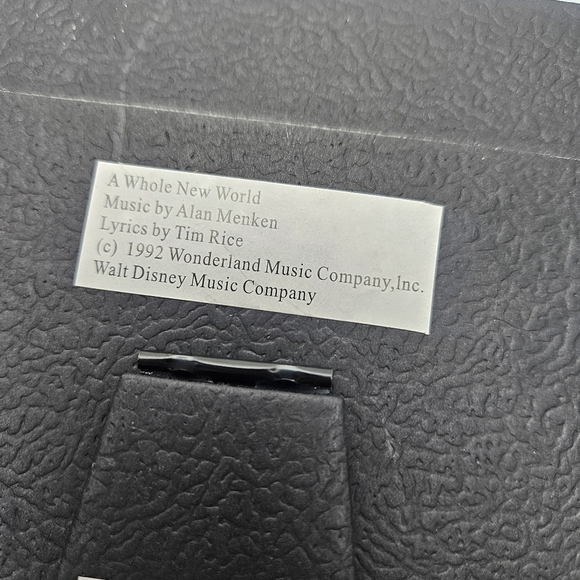 A Whole New World
Music by Alan Menken
Lyrics by Tim Rice
(c) 1992 Wonderland Music Company,Inc.
Walt Disney Music Company